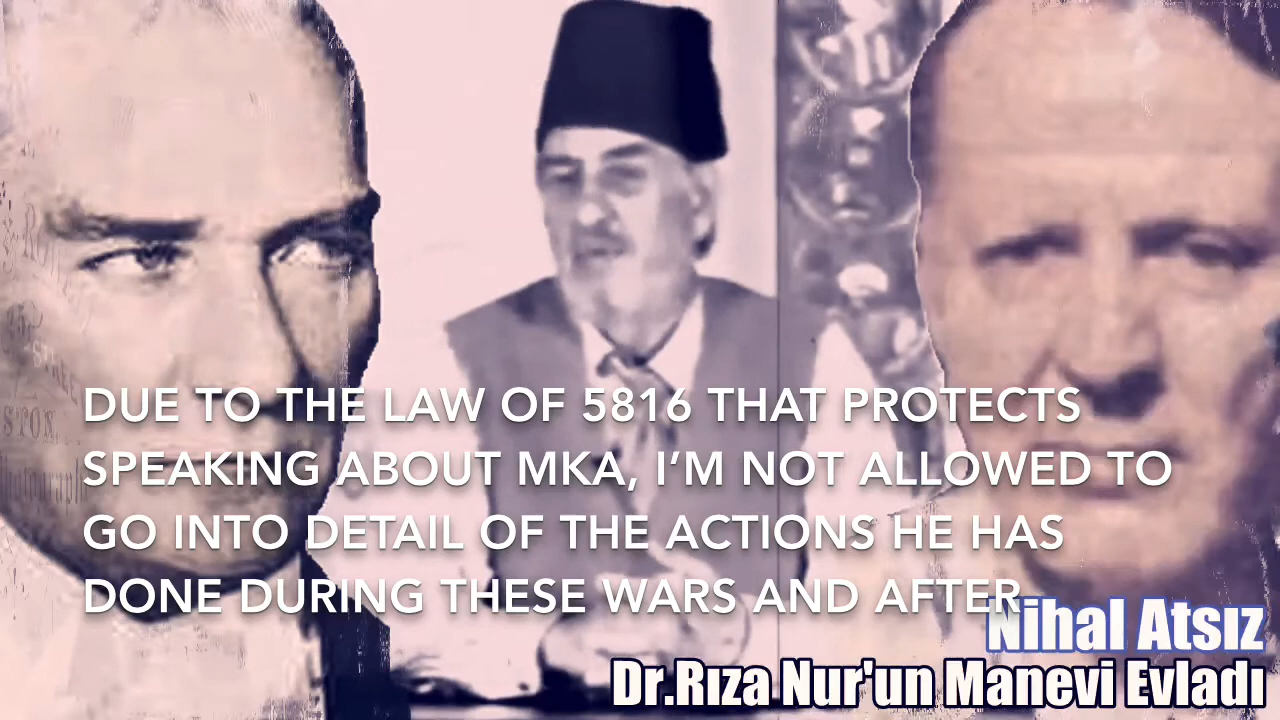 DUE TO THE LAW OF 5816 THAT PROTECTS
SPEAKING ABOUT MKA, I'M NOT ALLOWED TO
GO INTO DETAIL OF THE ACTIONS HE HAS
DONE DURING THESE WARS AND AFTER
Nihal Atsız
Dr.Rıza Nur'un Manevi Evladı